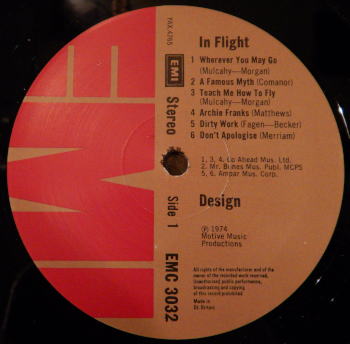 In Flight
1 Wherever You May Go
(Mulcahy—Morgan)
2 A Famous Myth (Comanor)
3 Teach Me How To Fly
(Mulcahy—Morgan)
4 Archie Franks (Matthews)
5 Dirty Work (Fagen—Becker)
6 Don't Apologise (Merriam)
1, 3, 4, Go Ahead Mus. Ltd.
2, Mr. Bones Mus. Publ. MCPS
5, 6, Ampar Mus. Corp.
Design
℗ 1974
Motive Music
Productions
All rights of the manufacturer and of the
owner of the recorded work reserved.
Unauthorised public performance,
broadcasting and copying
of this record prohibited
Made in
Gt. Britain
YAX.4765
EMI
Stereo
Side 1
EMC 3032
EMI